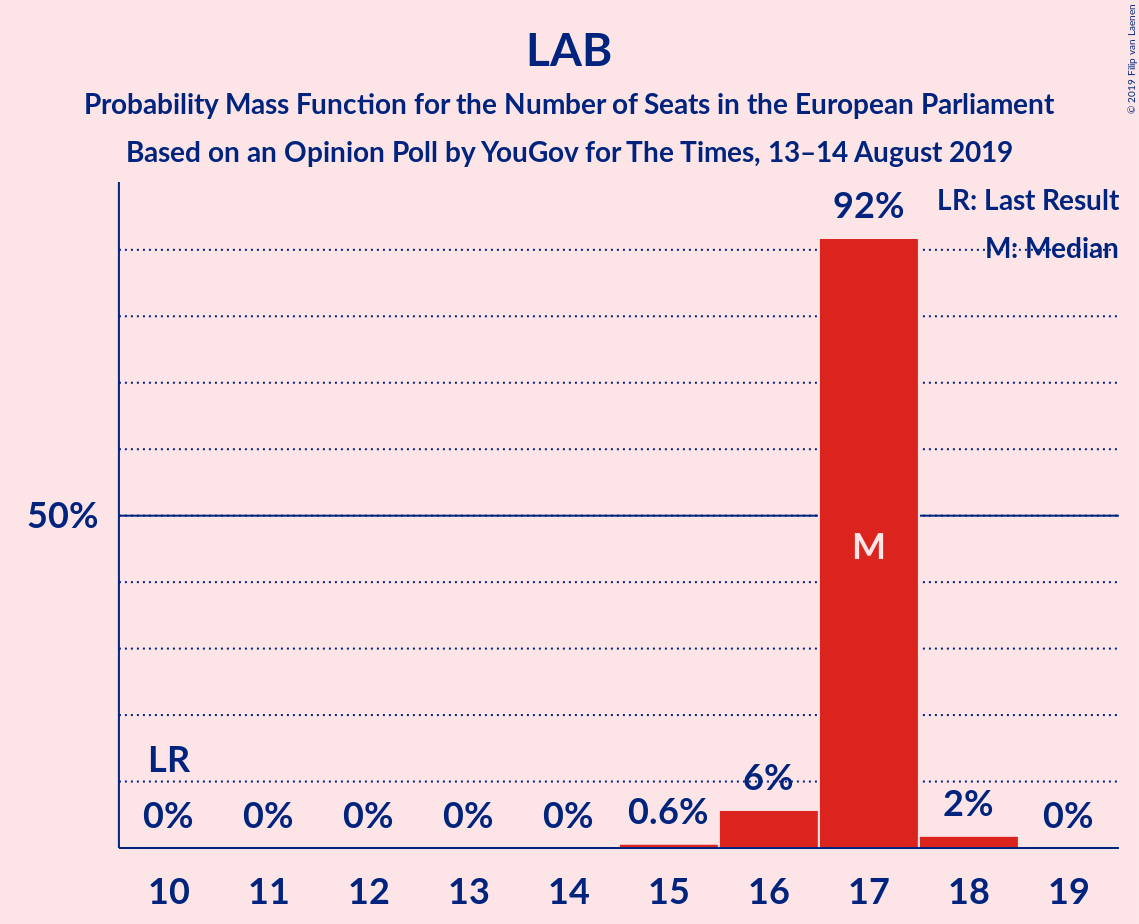 LAB
Probability Mass Function for the Number of Seats in the European Parliament
Based on an Opinion Poll by YouGov for The Times, 13–14 August 2019
© 2019 Filip van Laenen
LR: Last Result
M: Median
92%
50%
M
LR
6%
0% 0% 0% 0% 0% 0.6% 2% 0%
10 11 12 13 14 15 16 17 18 19